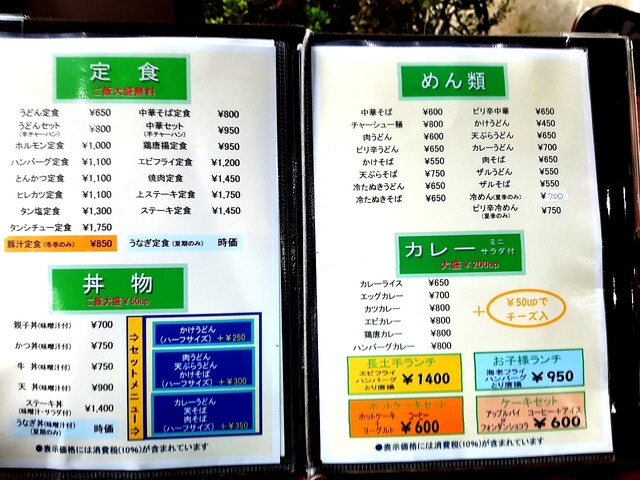 定食
ご飯大盛無料
うどん定食 ¥650
うどんセット ¥800
(半チャーハン)
ホルモン定食 ¥1,000
ハンバーグ定食 ¥1,100
とんかつ定食 ¥1,100
ヒレカツ定食 ¥1,100
タン塩定食 ¥1,300
タンシチュー定食 ¥1,750
豚汁定食(冬季のみ) ¥850
中華そば定食 ¥800
中華セット ¥950
(半チャーハン)
鶏唐揚定食 ¥950
エビフライ定食 ¥1,200
焼肉定食 ¥1,450
上ステーキ定食 ¥1,750
ステーキ定食 ¥1,450
うなぎ定食(夏期のみ) 時価
丼物
ご飯大盛¥50up
親子丼(味噌汁付) ¥700
かつ丼(味噌汁付) ¥750
牛丼(味噌汁付) ¥750
天丼(味噌汁付) ¥900
ステーキ丼 ¥1,400
(味噌汁・サラダ付)
うなぎ丼(味噌汁付) 時価
(夏期のみ)
⇒セットメニュー⇒
かけうどん
(ハーフサイズ) +¥250
肉うどん
天ぷらうどん
かけそば
(ハーフサイズ) +¥300
カレーうどん
天そば
肉そば
(ハーフサイズ) +¥350
●表示価格には消費税(10%)が含まれています
めん類
中華そば ¥600
チャーシュー麺 ¥800
肉うどん ¥600
ピリ辛うどん ¥650
かけそば ¥550
天ぷらそば ¥750
冷たぬきうどん ¥650
冷たぬきそば ¥650
ピリ辛中華 ¥650
かけうどん ¥450
天ぷらうどん ¥650
カレーうどん ¥700
肉そば ¥650
ザルうどん ¥550
ザルそば ¥550
冷めん(夏季のみ) ¥700
ピリ辛冷めん ¥750
(夏季のみ)
カレー ミニサラダ付
大盛¥200up
カレーライス ¥650
エッグカレー ¥700
カツカレー ¥800
エビカレー ¥800
鶏唐カレー ¥800
ハンバーグカレー ¥800
+
¥50upで
チーズ入
長土手ランチ
エビフライ
ハンバーグ
とり唐揚
¥1400
お子様ランチ
海老フライ
ハンバーグ
とり唐揚
¥950
ホットケーキセット
ホットケーキ コーヒー
or
ヨーグルト
¥600
ケーキセット
アップルパイ コーヒー+アイス
or
フォンダンショコラ
¥600
●表示価格には消費税(10%)が含まれています